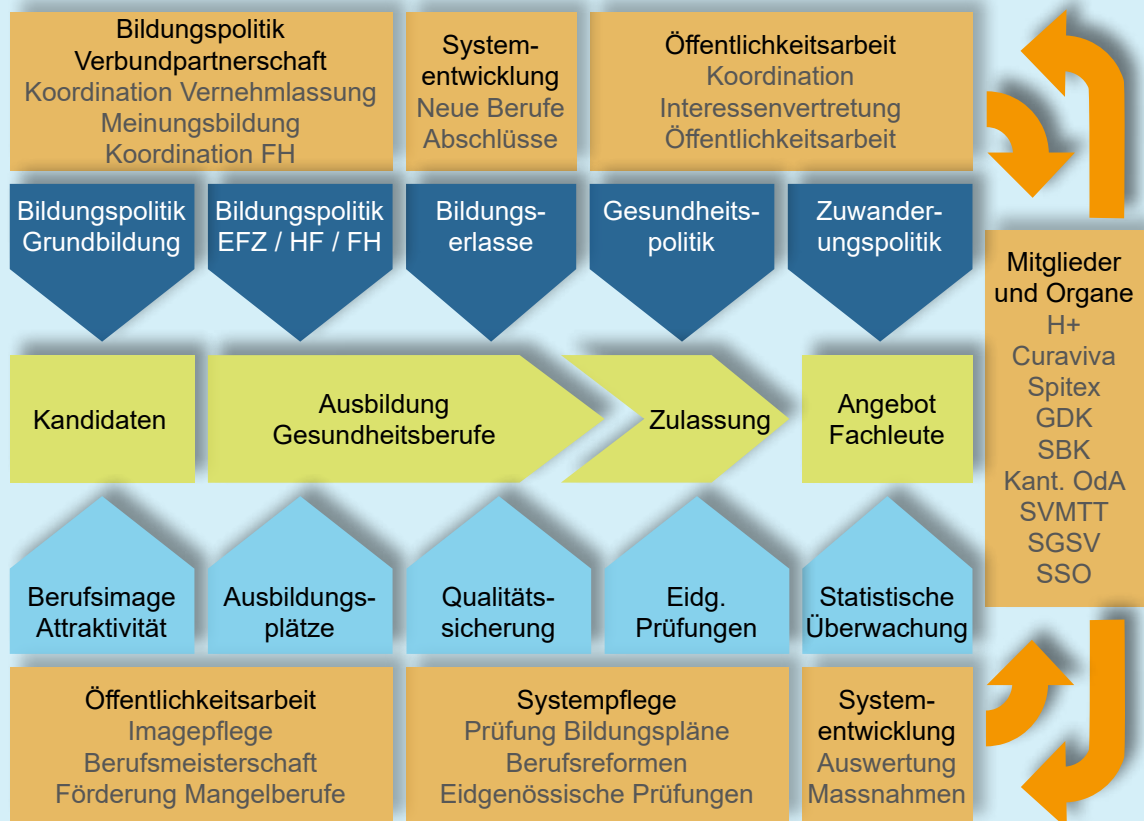 Bildungspolitik
Verbundpartnerschaft
Koordination Vernehmlassung
Meinungsbildung
Koordination FH
System-
entwicklung
Neue Berufe
Abschlüsse
Öffentlichkeitsarbeit
Koordination
Interessenvertretung
Öffentlichkeitsarbeit
Bildungspolitik
Grundbildung
Bildungspolitik
EFZ / HF / FH
Bildungs-
erlasse
Gesundheits-
politik
Zuwander-
ungspolitik
Mitglieder
und Organe
H+
Curaviva
Spitex
GDK
SBK
Kant. OdA
SVMTT
SGSV
SSO
Kandidaten
Ausbildung
Gesundheitsberufe
Zulassung
Angebot
Fachleute
Berufsimage
Attraktivität
Ausbildungs-
plätze
Qualitäts-
sicherung
Eidg.
Prüfungen
Statistische
Überwachung
Öffentlichkeitsarbeit
Imagepflege
Berufsmeisterschaft
Förderung Mangelberufe
Systempflege
Prüfung Bildungspläne
Berufsreformen
Eidgenössische Prüfungen
System-
entwicklung
Auswertung
Massnahmen